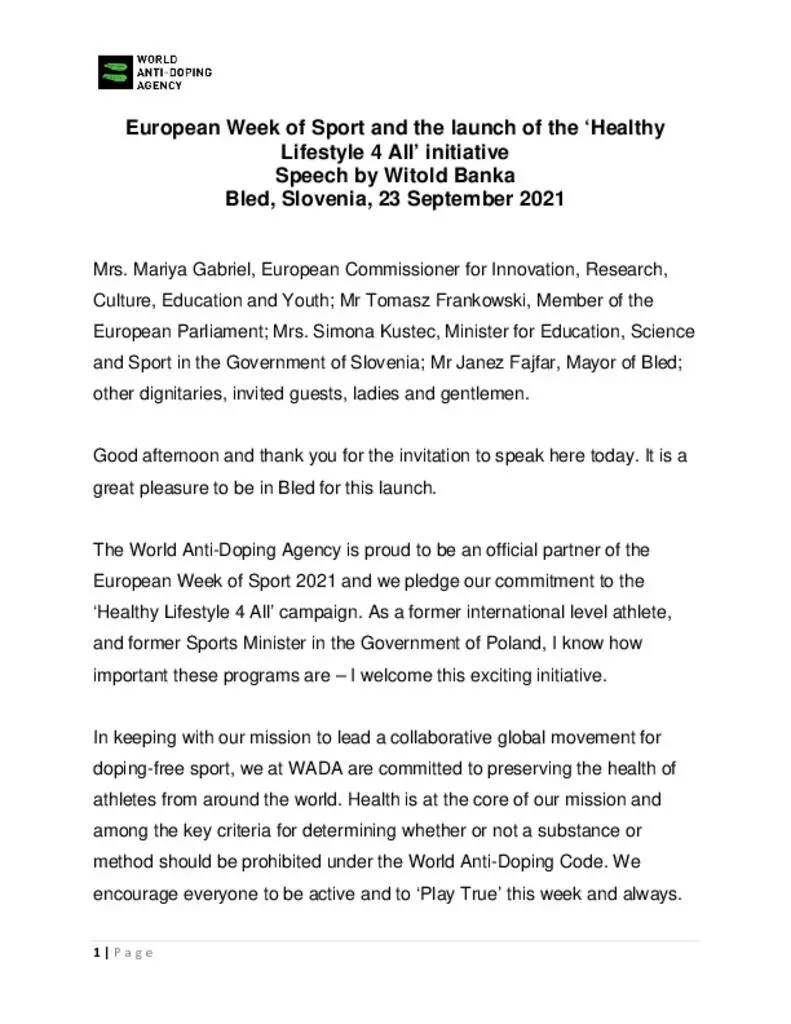 WORLD
ANTI-DOPING
AGENCY
European Week of Sport and the launch of the ‘Healthy
Lifestyle 4 All’ initiative
Speech by Witold Banka
Bled, Slovenia, 23 September 2021
Mrs. Mariya Gabriel, European Commissioner for Innovation, Research,
Culture, Education and Youth; Mr Tomasz Frankowski, Member of the
European Parliament; Mrs. Simona Kustec, Minister for Education, Science
and Sport in the Government of Slovenia; Mr Janez Fajfar, Mayor of Bled;
other dignitaries, invited guests, ladies and gentlemen.
Good afternoon and thank you for the invitation to speak here today. It is a
great pleasure to be in Bled for this launch.
The World Anti-Doping Agency is proud to be an official partner of the
European Week of Sport 2021 and we pledge our commitment to the
‘Healthy Lifestyle 4 All’ campaign. As a former international level athlete,
and former Sports Minister in the Government of Poland, I know how
important these programs are – I welcome this exciting initiative.
In keeping with our mission to lead a collaborative global movement for
doping-free sport, we at WADA are committed to preserving the health of
athletes from around the world. Health is at the core of our mission and
among the key criteria for determining whether or not a substance or
method should be prohibited under the World Anti-Doping Code. We
encourage everyone to be active and to ‘Play True’ this week and always.
1 | Page